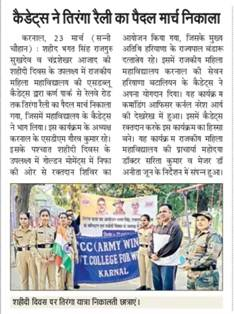 कैडेट्स ने तिरंगा रैली का पैदल मार्च निकाला
करनाल, 23 मार्च (सन्नी
चौहान) : शहीद भगत सिंह राजगुरु
सुखदेव व चंद्रशेखर आजाद की
शहीदी दिवस के उपलक्ष्य में राजकीय
महिला महाविद्यालय की एनसीसी
कैडेट्स द्वारा कर्ण पार्क से रेलवे रोड
तक तिरंगा रैली का पैदल मार्च निकाला
गया, जिसमें महाविद्यालय के कैडेट्स
ने भाग लिया। इस कार्यक्रम के अध्यक्ष
करनाल के एसडीएम गौरव कुमार रहे।
इसके पश्चात शहीदी दिवस के
उपलक्ष्य में गोल्डन मोमेंट्स में निफा
की ओर से रक्तदान शिविर का
आयोजन किया गया, जिसके मुख्य
अतिथि हरियाणा के राज्यपाल बंडारू
दत्तात्रेय रहे। इसमें राजकीय महिला
महाविद्यालय करनाल की सेवन
हरियाणा बटालियन के कैडेट्स ने
अपना योगदान दिया। यह कार्यक्रम
कमांडिंग आफिसर कर्नल नरेश आर्य
की देखरेख में हुआ। इसमें कैडेट्स
रक्तदान करके इस कार्यक्रम का हिस्सा
बने। यह कार्यक्रम राजकीय महिला
महाविद्यालय की प्राचार्या महोदया
डॉक्टर सरिता कुमार व मेजर डॉ
अनीता जून के निर्देशन में संपन्न हुआ।
CC (ARMY WIN
T COLLEGE FOR W
KARNAL
शहीदी दिवस पर तिरंगा यात्रा निकालती छात्राएं।